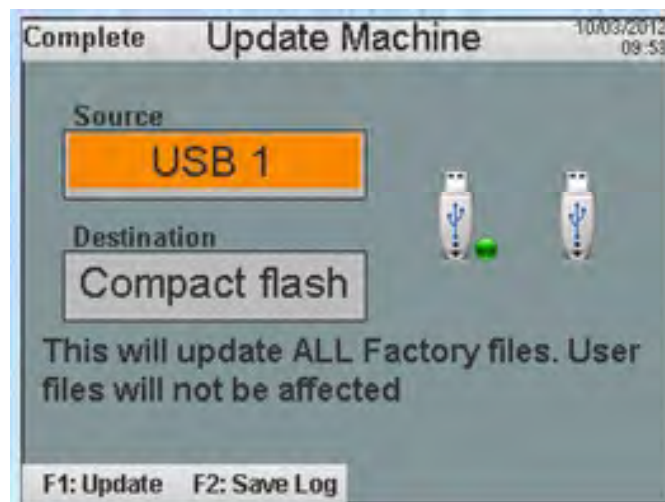 Complete Update Machine 10/03/2012
09:53
Source
USB 1
Destination
Compact flash
This will update ALL Factory files. User
files will not be affected
F1: Update F2: Save Log